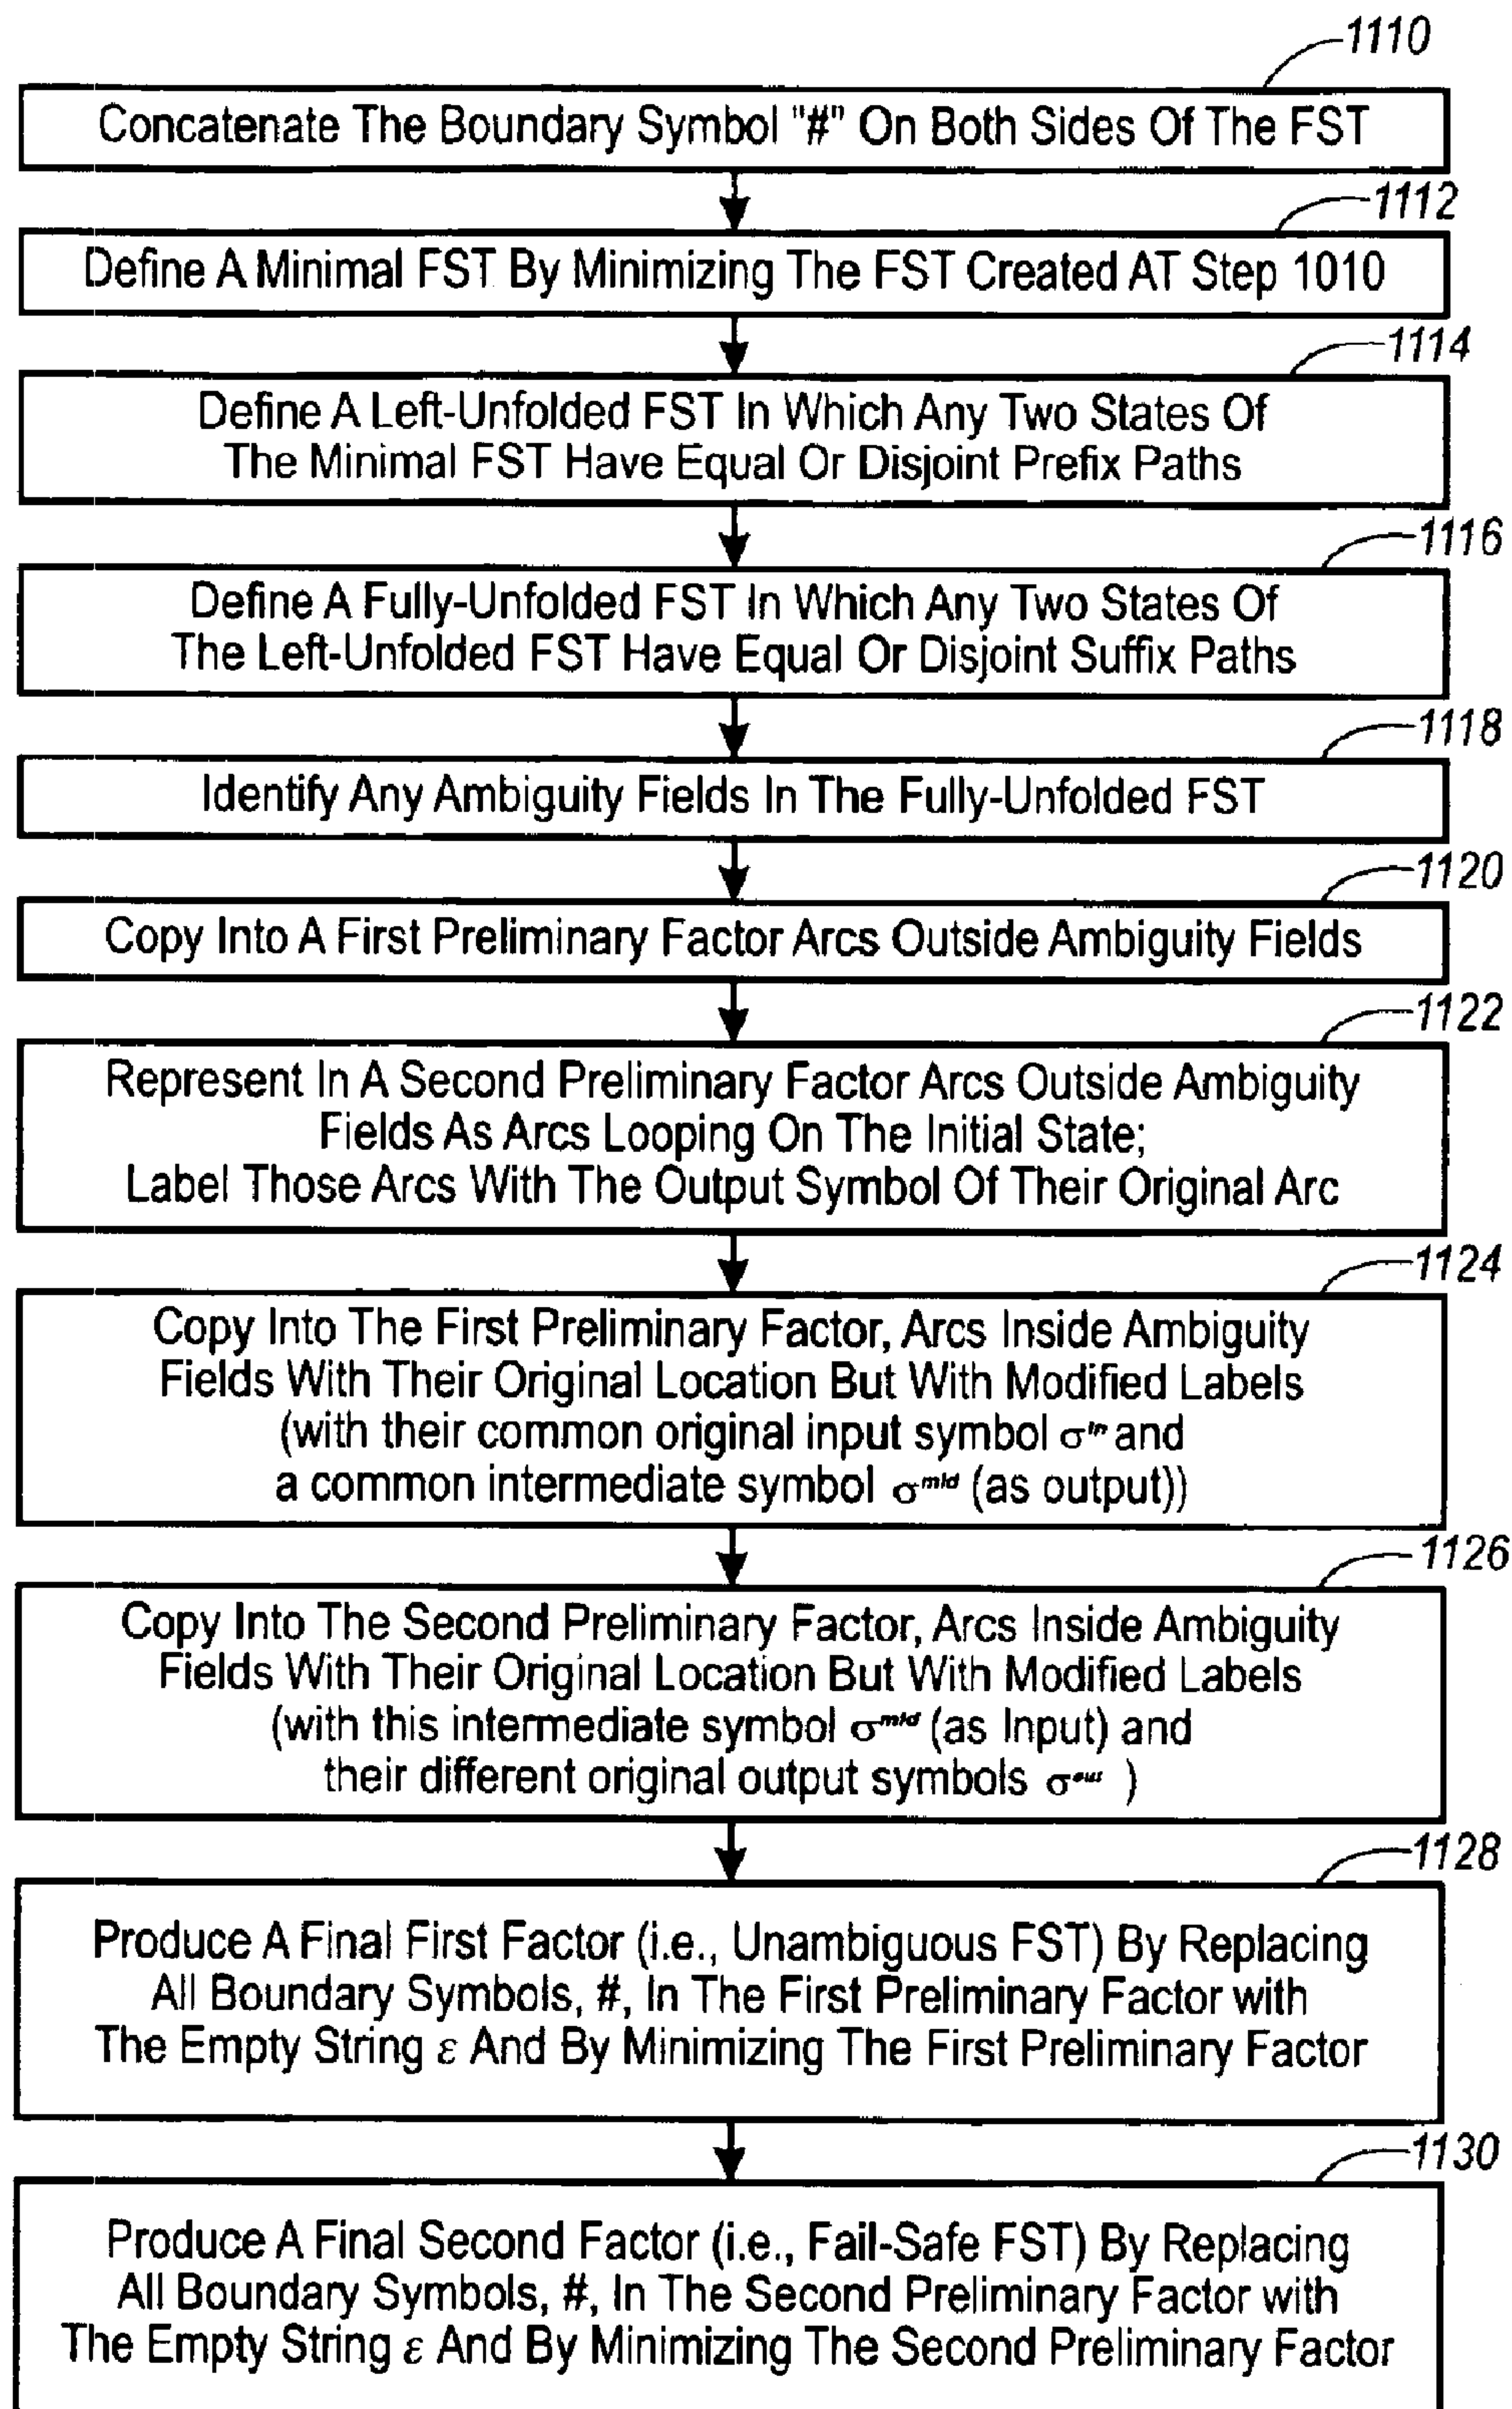 1110
Concatenate The Boundary Symbol "#" On Both Sides Of The FST
1112
Define A Minimal FST By Minimizing The FST Created AT Step 1010
1114
Define A Left-Unfolded FST In Which Any Two States Of
The Minimal FST Have Equal Or Disjoint Prefix Paths
1116
Define A Fully-Unfolded FST In Which Any Two States Of
The Left-Unfolded FST Have Equal Or Disjoint Suffix Paths
1118
Identify Any Ambiguity Fields In The Fully-Unfolded FST
1120
Copy Into A First Preliminary Factor Arcs Outside Ambiguity Fields
1122
Represent In A Second Preliminary Factor Arcs Outside Ambiguity
Fields As Arcs Looping On The Initial State;
Label Those Arcs With The Output Symbol Of Their Original Arc
1124
Copy Into The First Preliminary Factor, Arcs Inside Ambiguity
Fields With Their Original Location But With Modified Labels
(with their common original input symbol σ^in and
a common intermediate symbol σ^mid (as output))
1126
Copy Into The Second Preliminary Factor, Arcs Inside Ambiguity
Fields With Their Original Location But With Modified Labels
(with this intermediate symbol σ^mid (as Input) and
their different original output symbols σ^out )
1128
Produce A Final First Factor (i.e., Unambiguous FST) By Replacing
All Boundary Symbols, #, In The First Preliminary Factor with
The Empty String ε And By Minimizing The First Preliminary Factor
1130
Produce A Final Second Factor (i.e., Fail-Safe FST) By Replacing
All Boundary Symbols, #, In The Second Preliminary Factor with
The Empty String ε And By Minimizing The Second Preliminary Factor